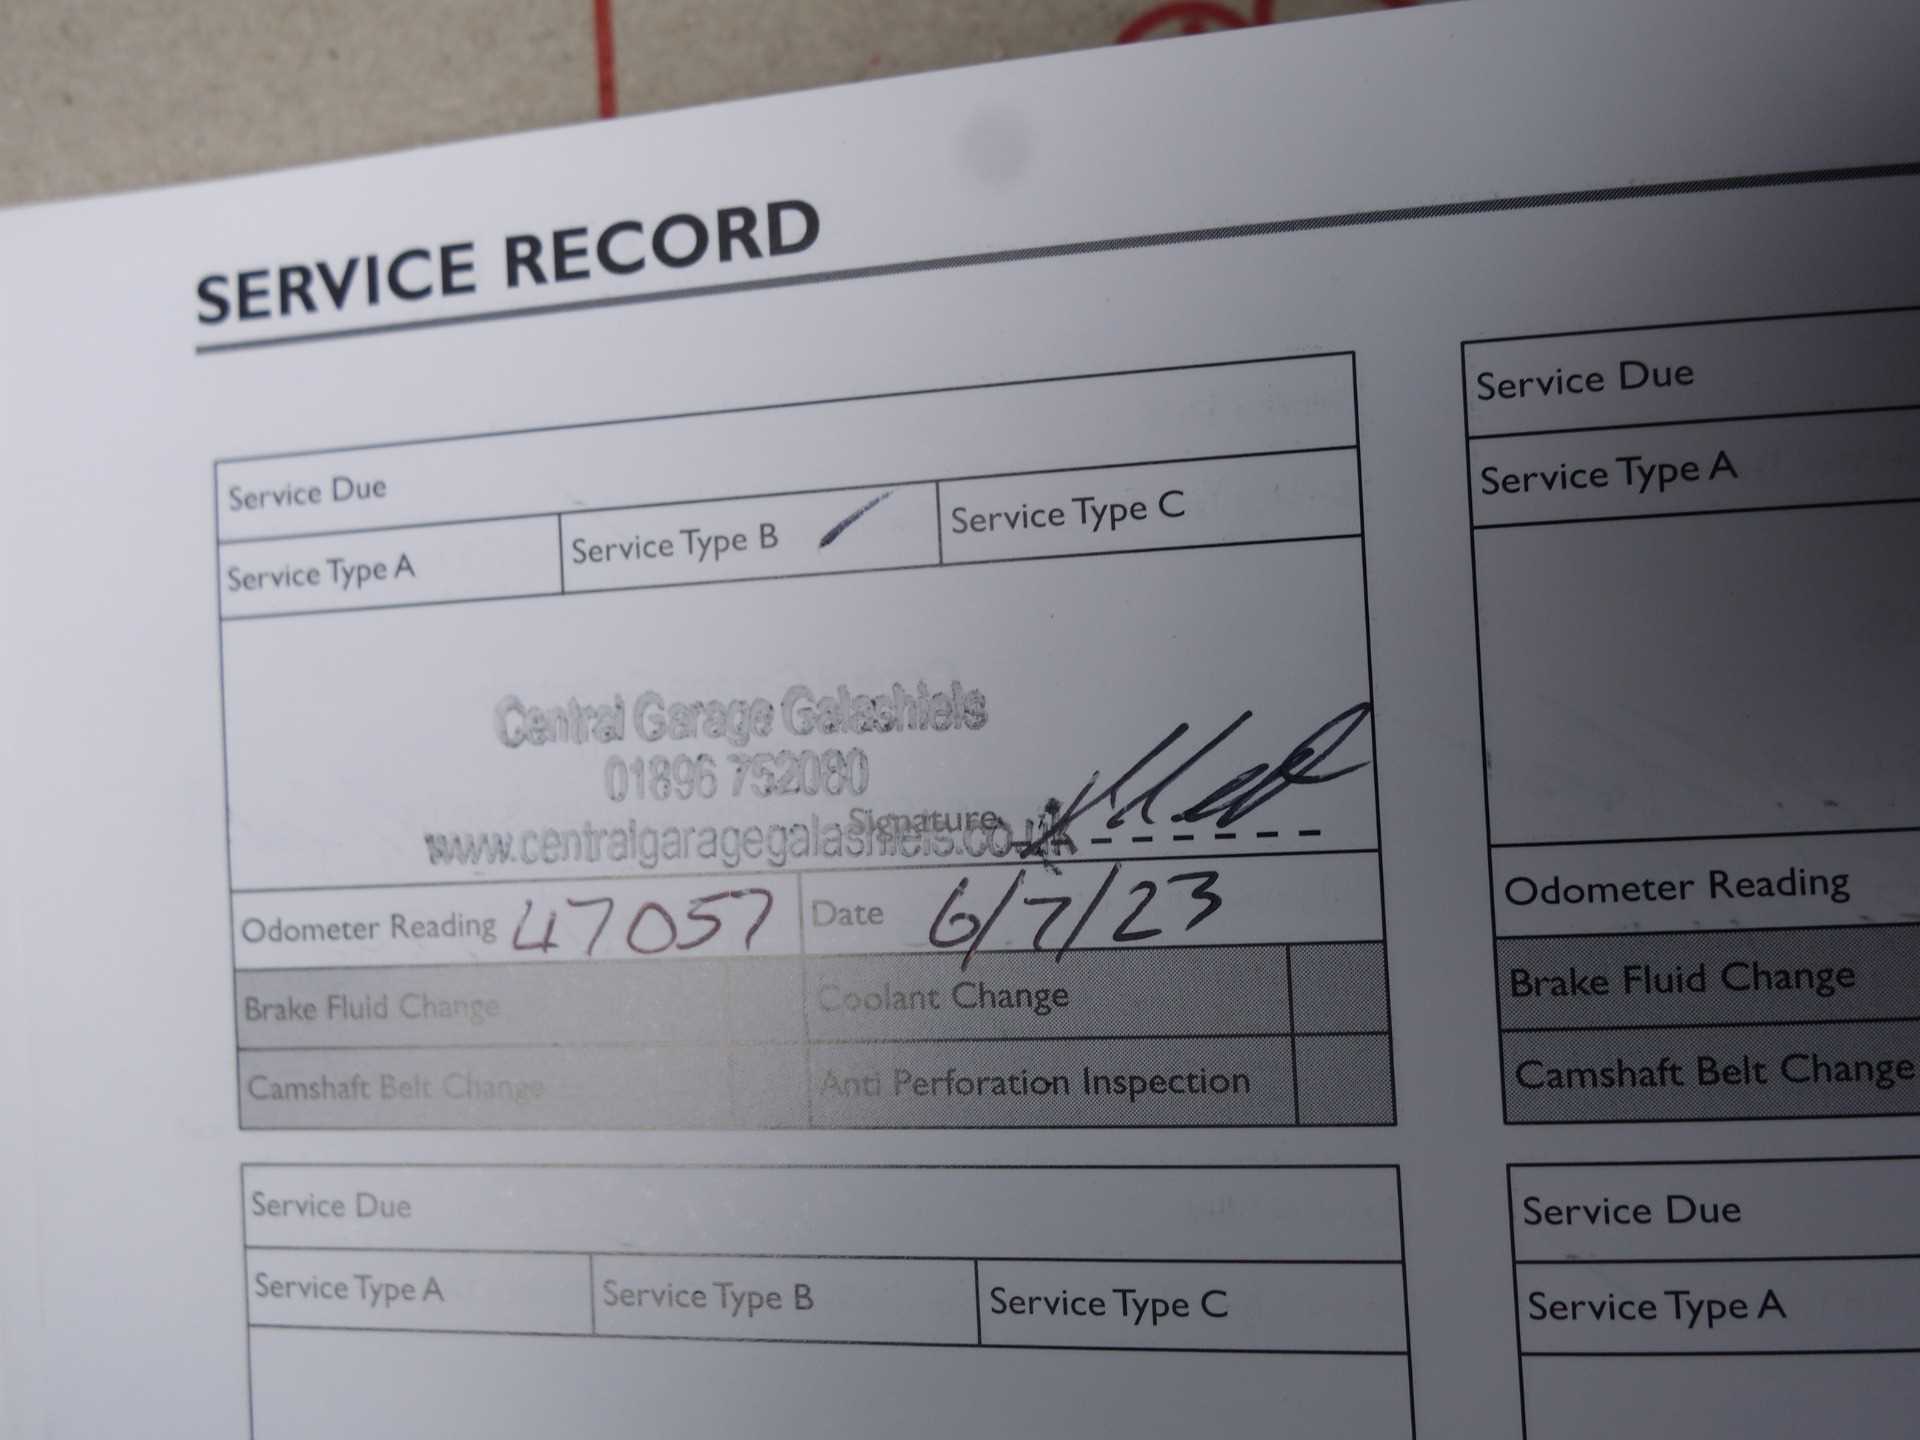 SERVICE RECORD
Service Due
Service Type A Service Type B Service Type C
Central Garage Galashiels
01896 752080
Signature
www.centralgaragegalashiels.co.uk
Odometer Reading 47057 Date 6/7/23
Brake Fluid Change Coolant Change
Camshaft Belt Change Anti Perforation Inspection
Service Due
Service Type A Service Type B Service Type C
Service Due
Service Type A
Odometer Reading
Brake Fluid Change
Camshaft Belt Change
Service Due
Service Type A